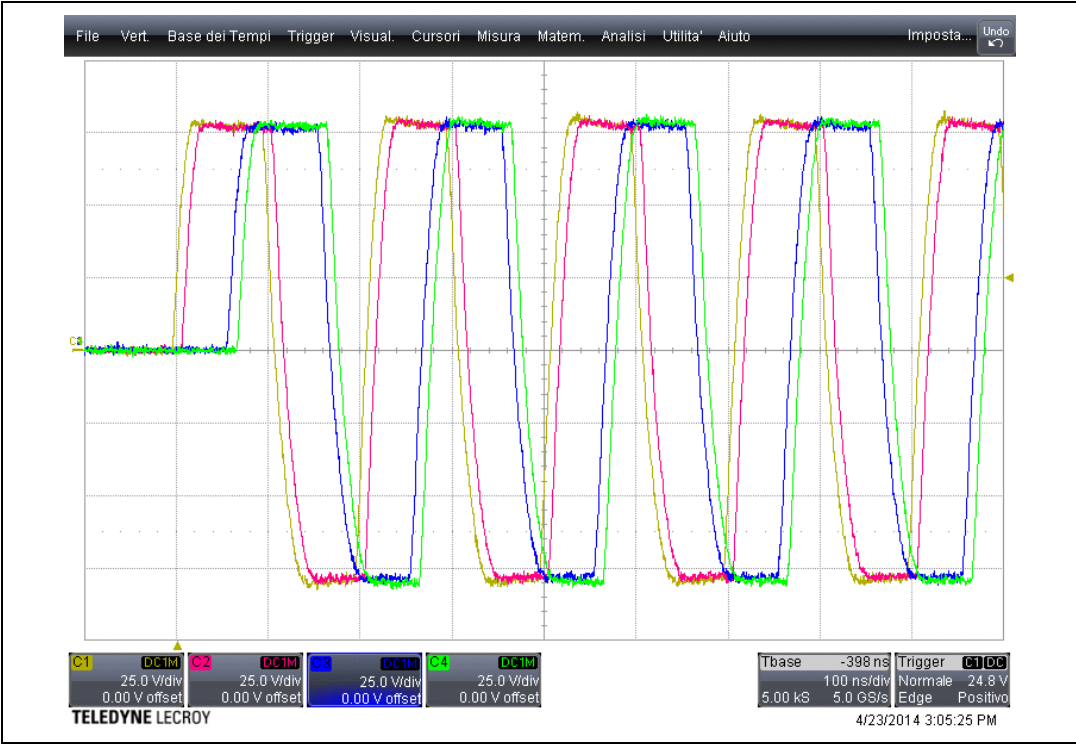 File Vert. Base dei Tempi Trigger Visual. Cursori Misura Matem. Analisi Utilita' Aiuto Imposta... Undo
C1 DC1M C2 DC1M C3 DC1M C4 DC1M Tbase -398 ns Trigger C1 DC
25.0 V/div 25.0 V/div 25.0 V/div 25.0 V/div 100 ns/div Normale 24.8 V
0.00 V offset 0.00 V offset 0.00 V offset 0.00 V offset 5.00 kS 5.0 GS/s Edge Positivo
TELEDYNE LECROY 4/23/2014 3:05:25 PM